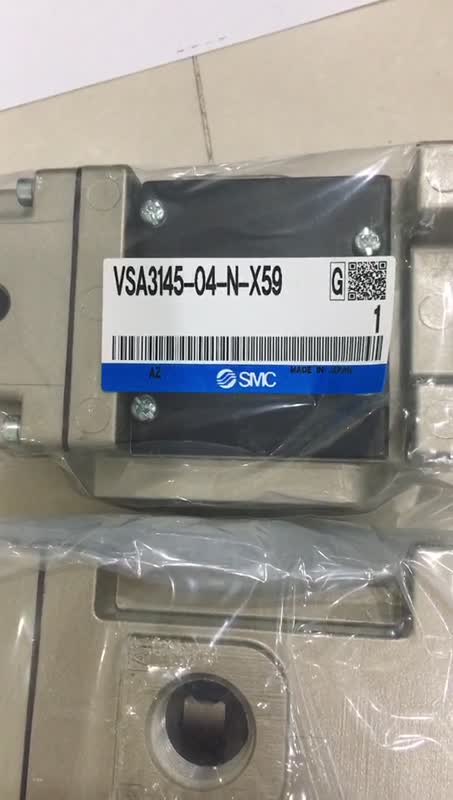 VSA3145-04-N-X59
G
1
AZ
SMC
MADE IN JAPAN